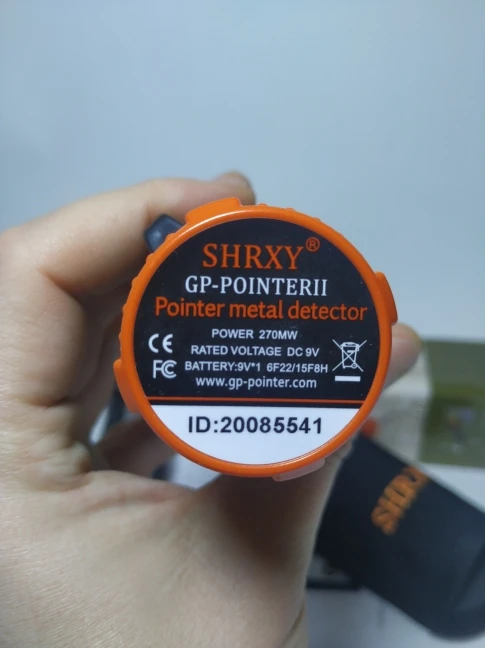 SHRXY®
GP-POINTERII
Pointer metal detector
POWER 270MW
RATED VOLTAGE DC 9V
BATTERY:9V*1 6F22/15F8H
www.gp-pointer.com
CE
FC
ID:20085541
SHRXY